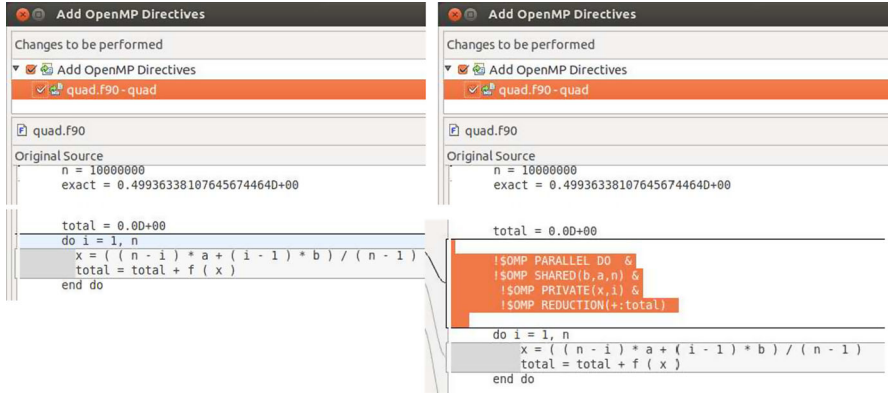 Add OpenMP Directives
Changes to be performed
Add OpenMP Directives
quad.f90 - quad
quad.f90
Original Source
n = 10000000
exact = 0.49936338107645674464D+00
total = 0.0D+00
do i = 1, n
x = ( ( n - i ) * a + ( i - 1 ) * b ) / ( n - 1 )
total = total + f ( x )
end do
Add OpenMP Directives
Changes to be performed
Add OpenMP Directives
quad.f90 - quad
quad.f90
Original Source
n = 10000000
exact = 0.49936338107645674464D+00
total = 0.0D+00
!$OMP PARALLEL DO &
!$OMP SHARED(b,a,n) &
!$OMP PRIVATE(x,i) &
!$OMP REDUCTION(+:total)
do i = 1, n
x = ( ( n - i ) * a + ( i - 1 ) * b ) / ( n - 1 )
total = total + f ( x )
end do